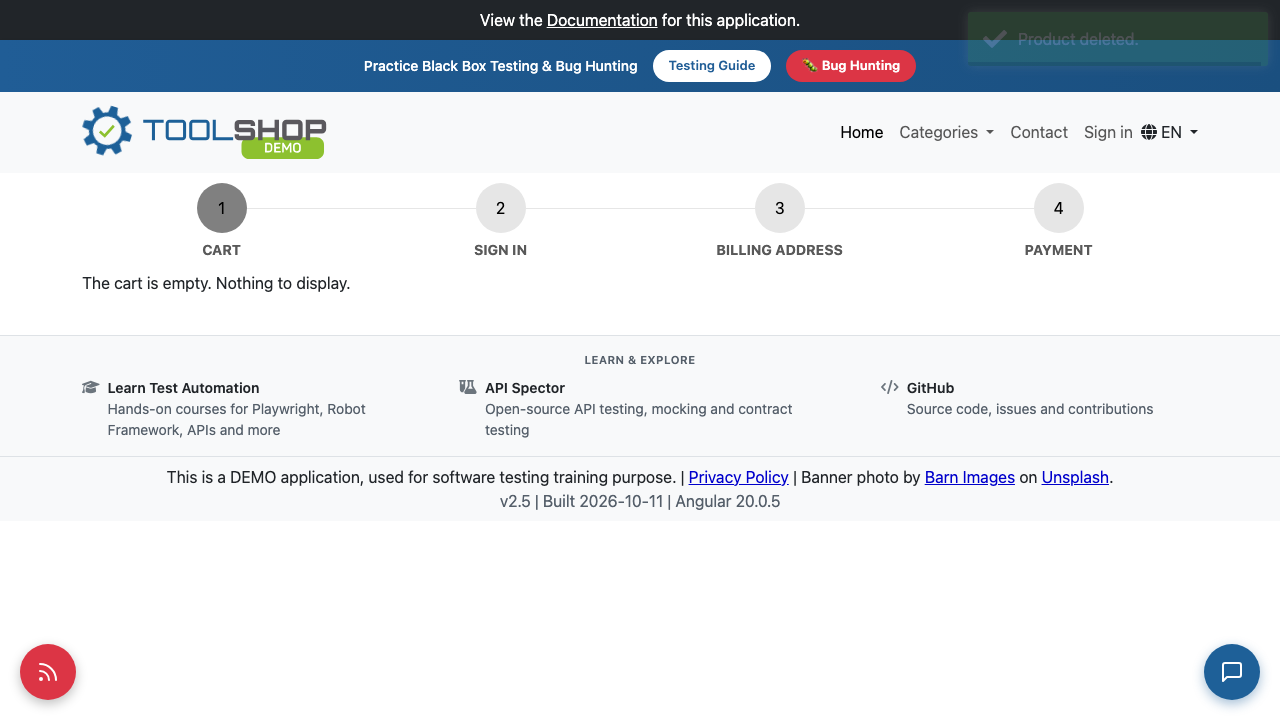 View the Documentation for this application.
Product deleted.
Practice Black Box Testing & Bug Hunting
Testing Guide
🐛 Bug Hunting
TOOLSHOP
DEMO
Home
Categories
Contact
Sign in
EN
1
2
3
4
CART
SIGN IN
BILLING ADDRESS
PAYMENT
The cart is empty. Nothing to display.
LEARN & EXPLORE
Learn Test Automation
Hands-on courses for Playwright, Robot
Framework, APIs and more
API Spector
Open-source API testing, mocking and contract
testing
GitHub
Source code, issues and contributions
This is a DEMO application, used for software testing training purpose. | Privacy Policy | Banner photo by Barn Images on Unsplash.
v2.5 | Built 2026-10-11 | Angular 20.0.5